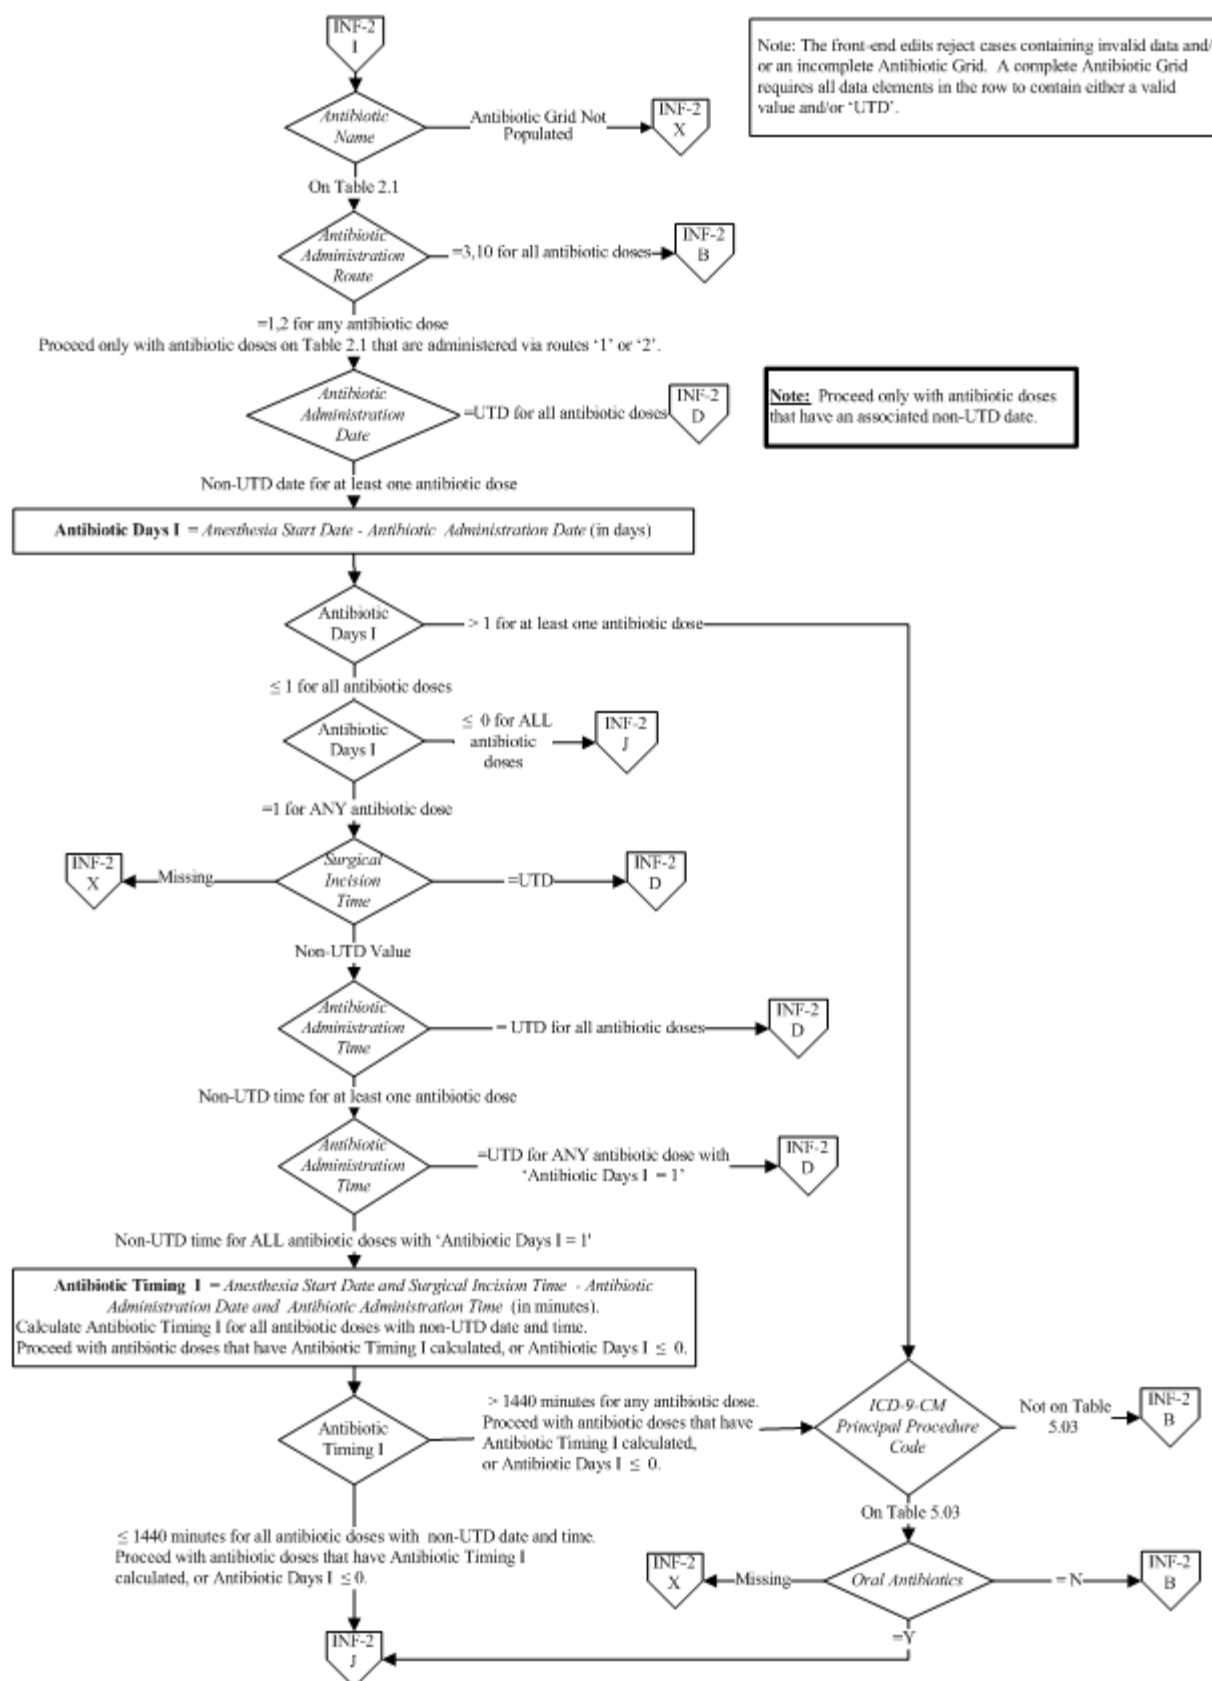 INF-2
I
Note: The front-end edits reject cases containing invalid data and/
or an incomplete Antibiotic Grid. A complete Antibiotic Grid
requires all data elements in the row to contain either a valid
value and/or ‘UTD’.
Antibiotic
Name
Antibiotic Grid Not
Populated
INF-2
X
On Table 2.1
Antibiotic
Administration
Route
=3,10 for all antibiotic doses
INF-2
B
=1,2 for any antibiotic dose
Proceed only with antibiotic doses on Table 2.1 that are administered via routes ‘1’ or ‘2’.
Antibiotic
Administration
Date
=UTD for all antibiotic doses
INF-2
D
Note: Proceed only with antibiotic doses
that have an associated non-UTD date.
Non-UTD date for at least one antibiotic dose
Antibiotic Days I = Anesthesia Start Date - Antibiotic Administration Date (in days)
Antibiotic
Days I
> 1 for at least one antibiotic dose
≤ 1 for all antibiotic doses
Antibiotic
Days I
≤ 0 for ALL
antibiotic
doses
INF-2
J
=1 for ANY antibiotic dose
INF-2
X
Missing
Surgical
Incision
Time
=UTD
INF-2
D
Non-UTD Value
Antibiotic
Administration
Time
= UTD for all antibiotic doses
INF-2
D
Non-UTD time for at least one antibiotic dose
Antibiotic
Administration
Time
=UTD for ANY antibiotic dose with
‘Antibiotic Days I = 1’
INF-2
D
Non-UTD time for ALL antibiotic doses with ‘Antibiotic Days I = 1’
Antibiotic Timing I = Anesthesia Start Date and Surgical Incision Time - Antibiotic
Administration Date and Antibiotic Administration Time (in minutes).
Calculate Antibiotic Timing I for all antibiotic doses with non-UTD date and time.
Proceed with antibiotic doses that have Antibiotic Timing I calculated, or Antibiotic Days I ≤ 0.
Antibiotic
Timing I
> 1440 minutes for any antibiotic dose.
Proceed with antibiotic doses that have
Antibiotic Timing I calculated,
or Antibiotic Days I ≤ 0.
ICD-9-CM
Principal Procedure
Code
Not on Table
5.03
INF-2
B
On Table 5.03
≤ 1440 minutes for all antibiotic doses with non-UTD date and time.
Proceed with antibiotic doses that have Antibiotic Timing I
calculated, or Antibiotic Days I ≤ 0.
INF-2
X
Missing
Oral Antibiotics
= N
INF-2
B
=Y
INF-2
J